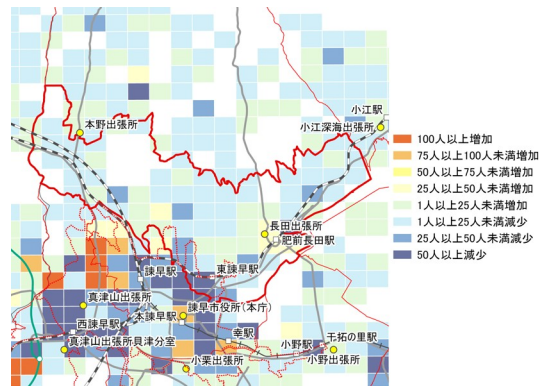 小江駅
本野出張所
小江深海出張所
100人以上増加
75人以上100人未満増加
50人以上75人未満増加
25人以上50人未満増加
1人以上25人未満増加
1人以上25人未満減少
25人以上50人未満減少
50人以上減少
長田出張所
肥前長田駅
諫早駅
東諫早駅
真津山出張所
諫早市役所(本庁)
本諫早駅
西諫早駅
幸駅
真津山出張所貝津分室
小野駅
干拓の里駅
小野出張所
小栗出張所